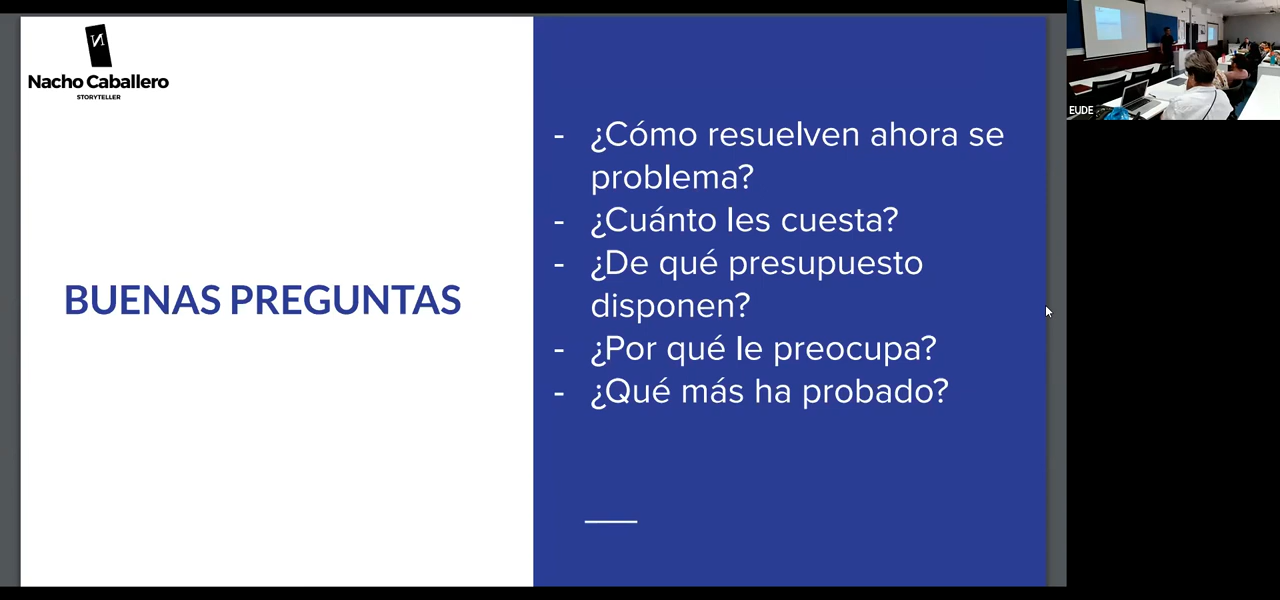 Nacho Caballero
STORYTELLER
BUENAS PREGUNTAS
- ¿Cómo resuelven ahora se
problema?
- ¿Cuánto les cuesta?
- ¿De qué presupuesto
disponen?
- ¿Por qué le preocupa?
- ¿Qué más ha probado?
EUDE